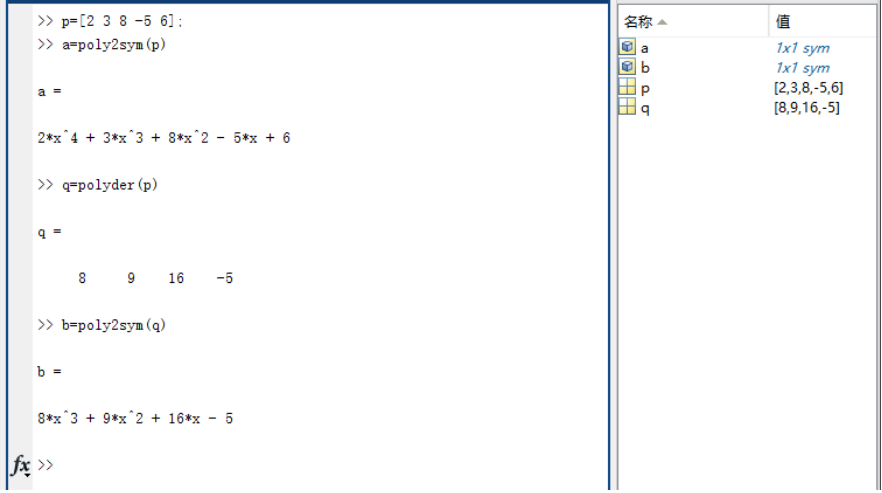 >> p=[2 3 8 -5 6];
>> a=poly2sym(p)
a =
2*x^4 + 3*x^3 + 8*x^2 - 5*x + 6
>> q=polyder(p)
q =
8 9 16 -5
>> b=poly2sym(q)
b =
8*x^3 + 9*x^2 + 16*x - 5
fx >>
名称 值
a 1x1 sym
b 1x1 sym
p [2,3,8,-5,6]
q [8,9,16,-5]